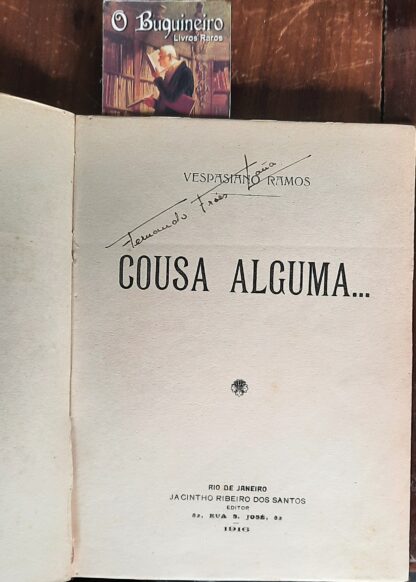 O Buquineiro
Livros Raros
VESPASIANO RAMOS
Fernando Fróes
COUSA ALGUMA...
RIO DE JANEIRO
JACINTHO RIBEIRO DOS SANTOS
EDITOR
82, RUA S. JOSÉ, 82
1916